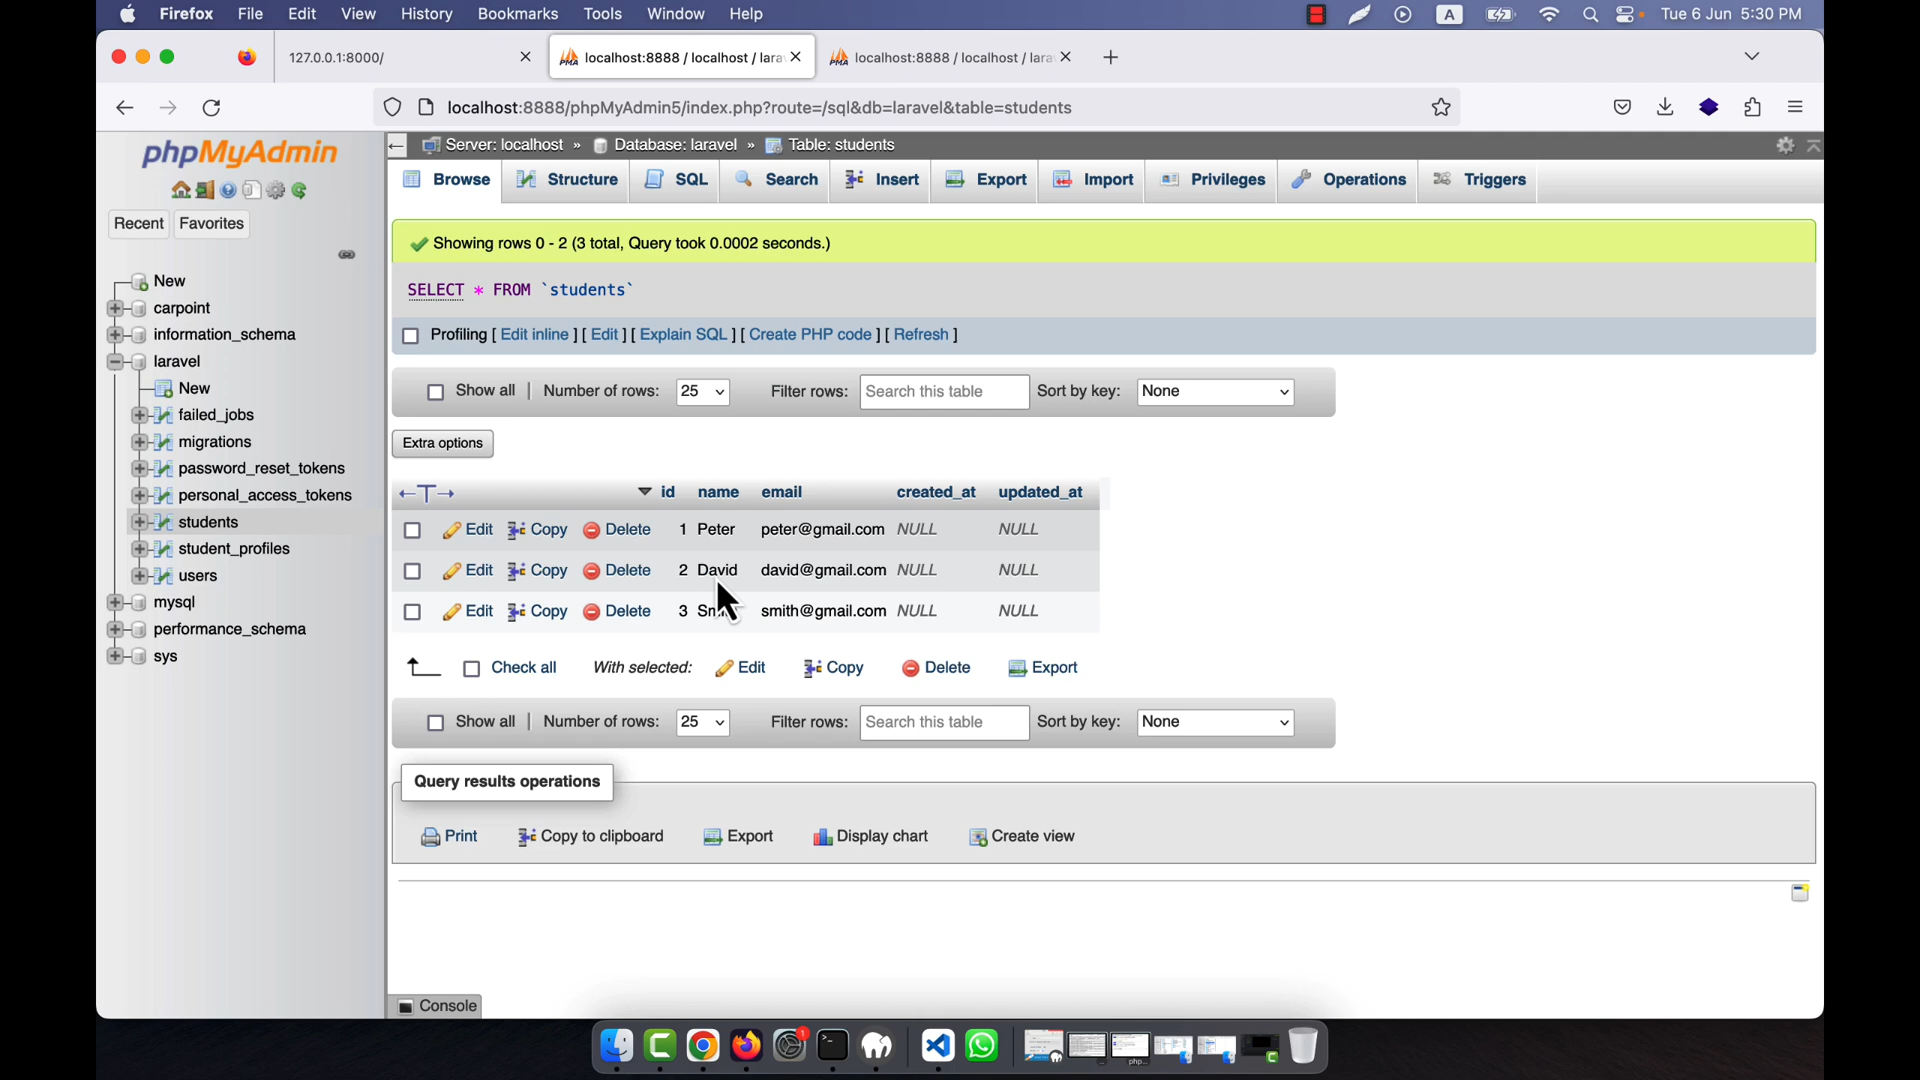 Firefox File Edit View History Bookmarks Tools Window Help A Tue 6 Jun 5:30 PM
127.0.0.1:8000/ localhost:8888 / localhost / lara localhost:8888 / localhost / lara
localhost:8888/phpMyAdmin5/index.php?route=/sql&db=laravel&table=students
phpMyAdmin
Recent Favorites
New
carpoint
information_schema
laravel
New
failed_jobs
migrations
password_reset_tokens
personal_access_tokens
students
student_profiles
users
mysql
performance_schema
sys
Server: localhost » Database: laravel » Table: students
Browse Structure SQL Search Insert Export Import Privileges Operations Triggers
Showing rows 0 - 2 (3 total, Query took 0.0002 seconds.)
SELECT * FROM `students`
Profiling [ Edit inline ] [ Edit ] [ Explain SQL ] [ Create PHP code ] [ Refresh ]
Show all | Number of rows: 25 Filter rows: Search this table Sort by key: None
Extra options
←T→ id name email created_at updated_at
Edit Copy Delete 1 Peter peter@gmail.com NULL NULL
Edit Copy Delete 2 David david@gmail.com NULL NULL
Edit Copy Delete 3 smith@gmail.com NULL NULL
Check all With selected: Edit Copy Delete Export
Show all | Number of rows: 25 Filter rows: Search this table Sort by key: None
Query results operations
Print Copy to clipboard Export Display chart Create view
Console